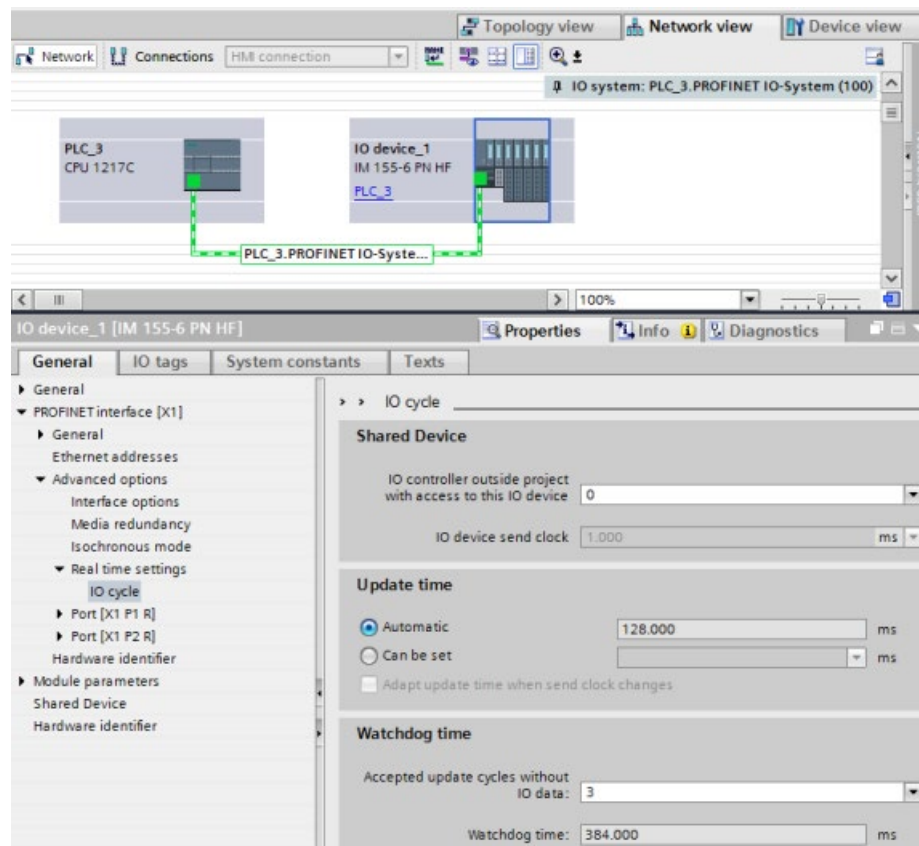 Topology view Network view Device view
Network Connections HMI connection
IO system: PLC_3.PROFINET IO-System (100)
PLC_3
CPU 1217C
IO device_1
IM 155-6 PN HF
PLC_3
PLC_3.PROFINET IO-Syste...
100%
IO device_1 [IM 155-6 PN HF]
Properties Info Diagnostics
General IO tags System constants Texts
General
PROFINET interface [X1]
General
Ethernet addresses
Advanced options
Interface options
Media redundancy
Isochronous mode
Real time settings
IO cycle
Port [X1 P1 R]
Port [X1 P2 R]
Hardware identifier
Module parameters
Shared Device
Hardware identifier
> > IO cycle
Shared Device
IO controller outside project
with access to this IO device 0
IO device send clock 1.000 ms
Update time
Automatic 128.000 ms
Can be set ms
Adapt update time when send clock changes
Watchdog time
Accepted update cycles without
IO data: 3
Watchdog time: 384.000 ms